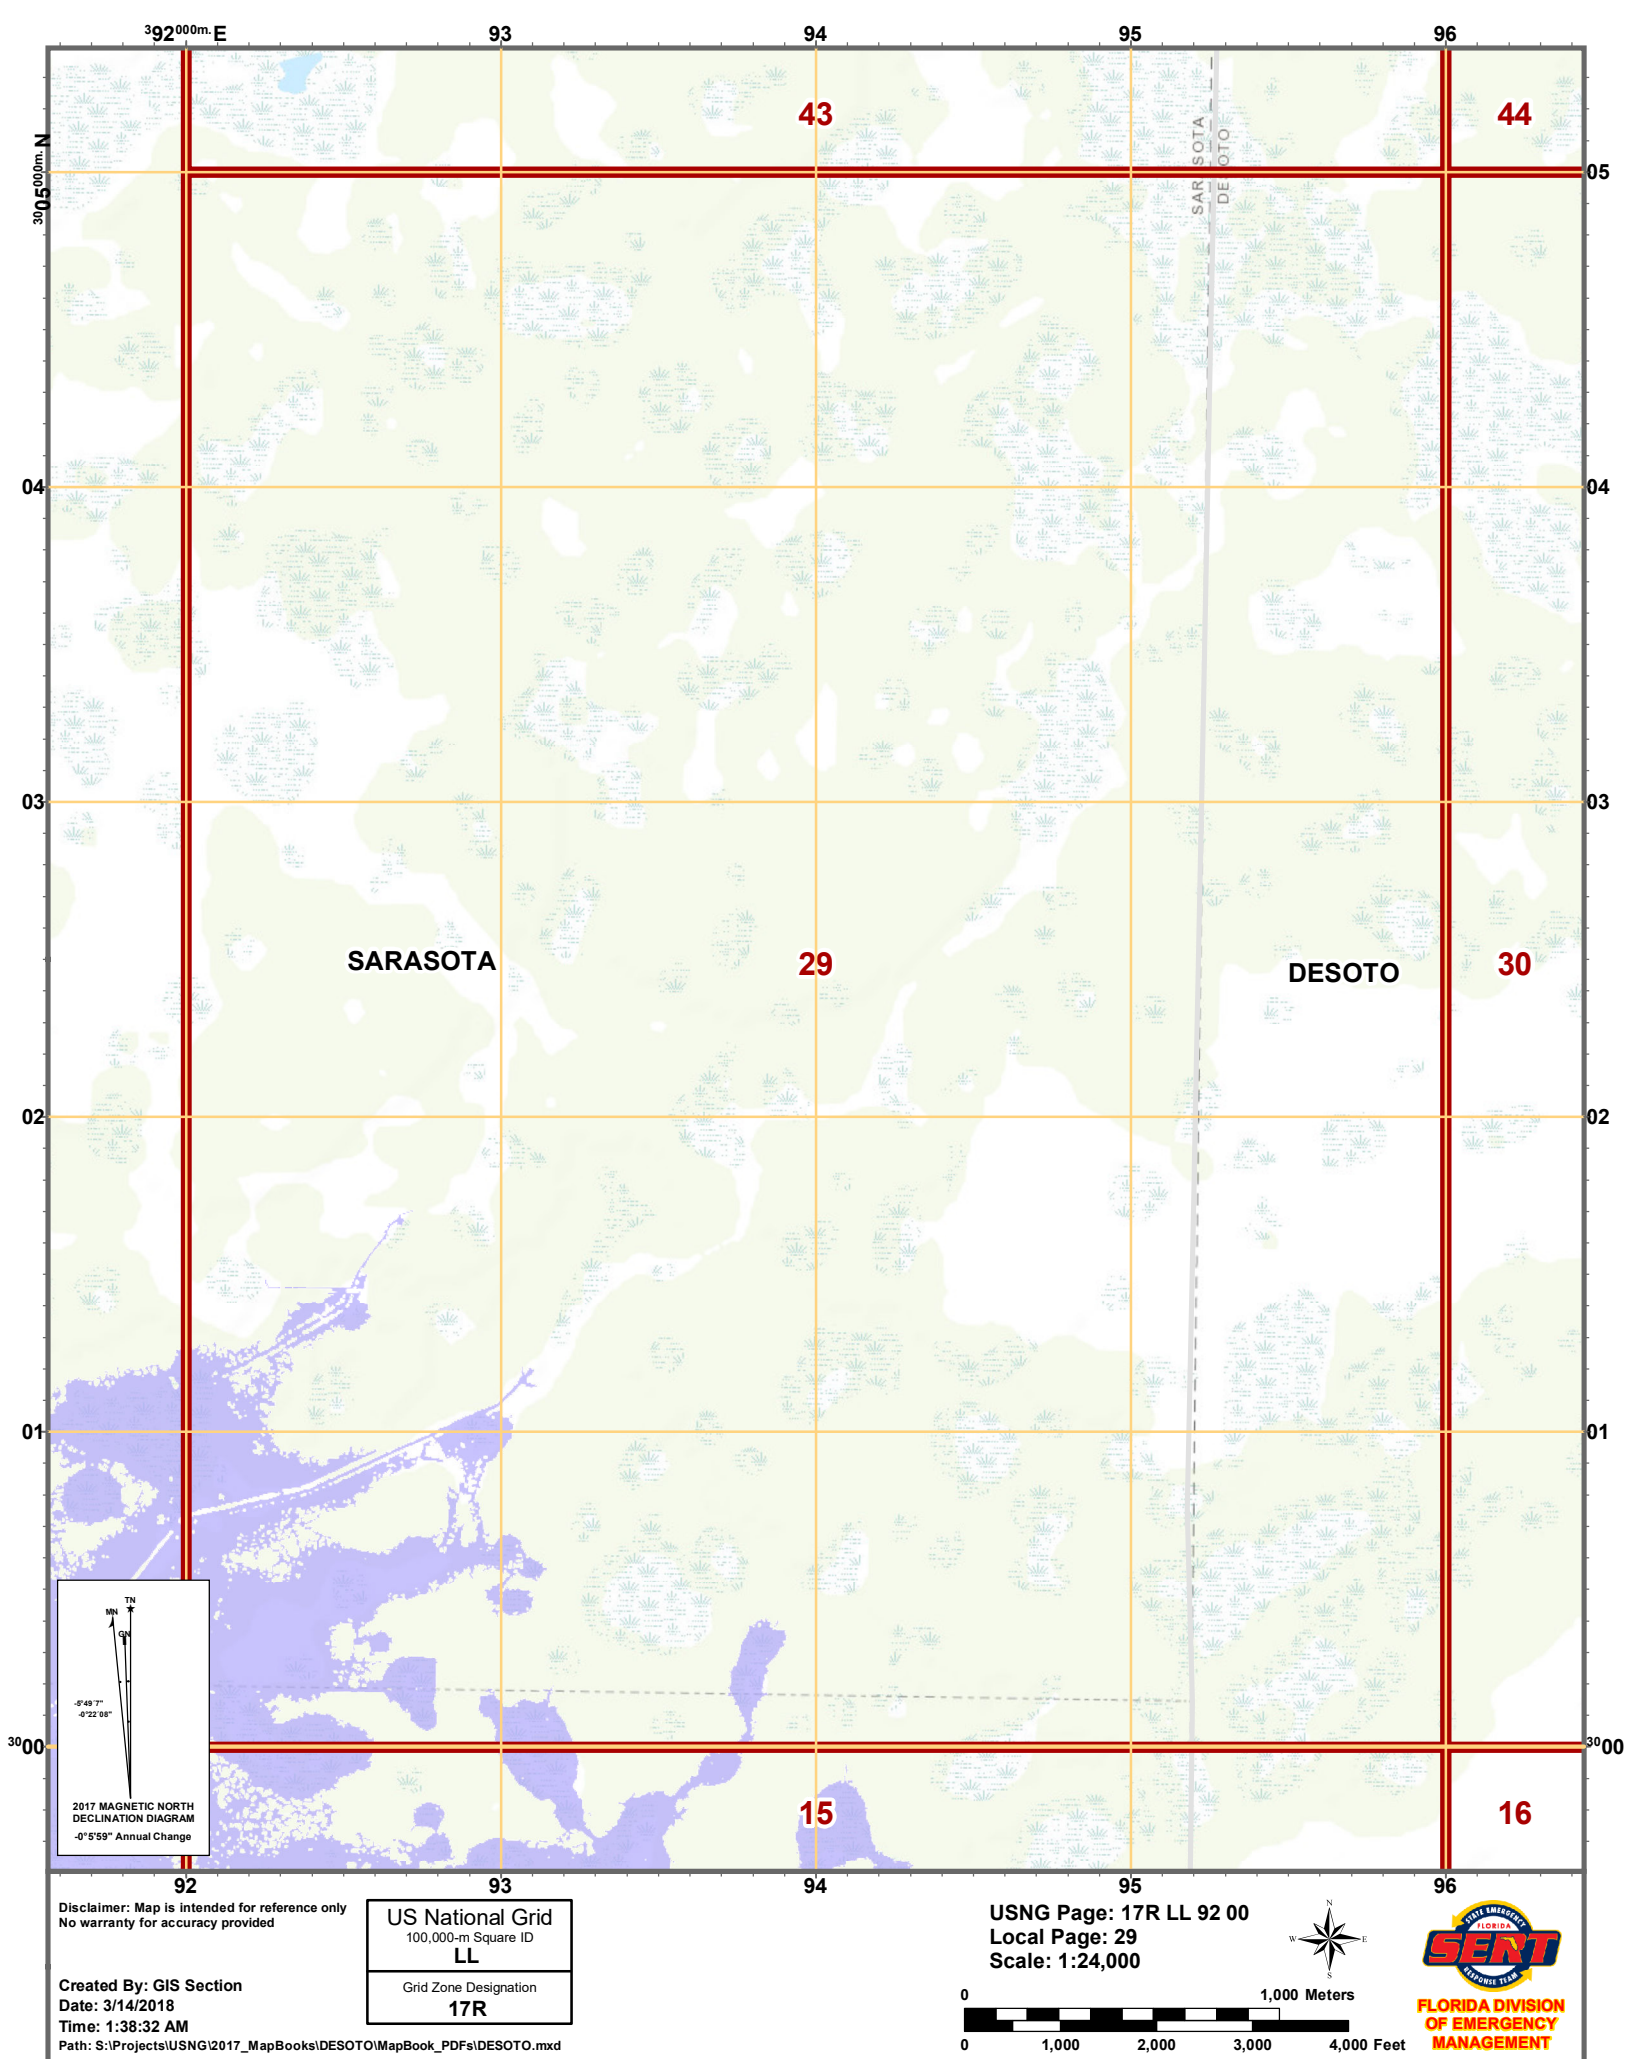 392000m.E 93 94 95 96
43 44
3005000m.N 05
SARASOTA
DESOTO
04 04
03 03
SARASOTA 29 DESOTO 30
02 02
01 01
TN
MN
GN
-5°49'7"
-0°22'08"
3000 3000
2017 MAGNETIC NORTH
DECLINATION DIAGRAM
-0°5'59" Annual Change
15 16
92 93 94 95 96
Disclaimer: Map is intended for reference only
No warranty for accuracy provided
Created By: GIS Section
Date: 3/14/2018
Time: 1:38:32 AM
Path: S:\Projects\USNG\2017_MapBooks\DESOTO\MapBook_PDFs\DESOTO.mxd
US National Grid
100,000-m Square ID
LL
Grid Zone Designation
17R
USNG Page: 17R LL 92 00
Local Page: 29
Scale: 1:24,000
N
W E
S
0 1,000 Meters
0 1,000 2,000 3,000 4,000 Feet
STATE EMERGENCY
FLORIDA
SERT
RESPONSE TEAM
FLORIDA DIVISION
OF EMERGENCY
MANAGEMENT